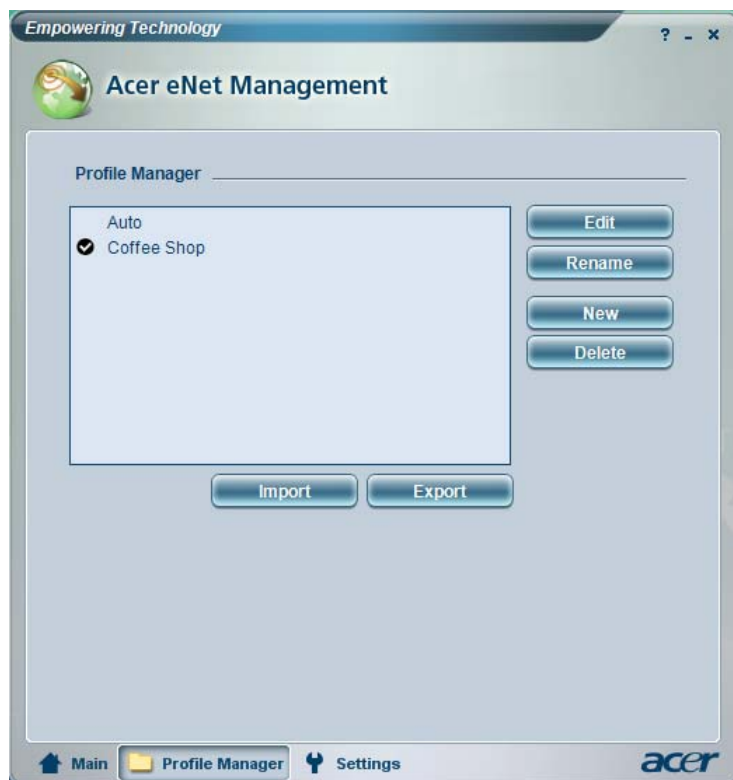 Empowering Technology
? - x
Acer eNet Management
Profile Manager
Auto
Coffee Shop
Edit
Rename
New
Delete
Import Export
Main Profile Manager Settings acer